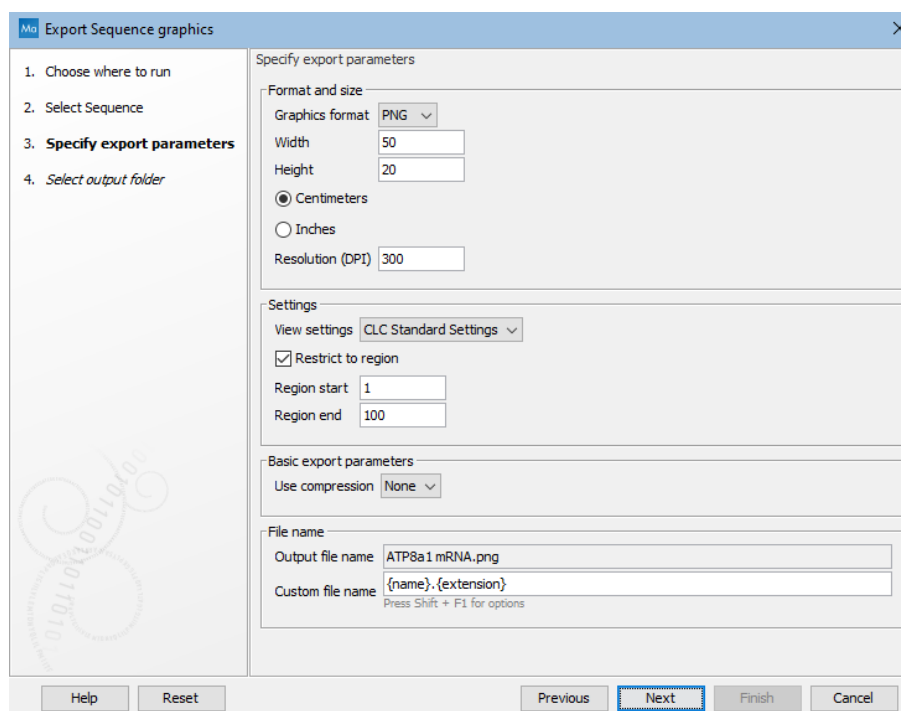 Ma Export Sequence graphics
1. Choose where to run
2. Select Sequence
3. Specify export parameters
4. Select output folder
Specify export parameters
Format and size
Graphics format PNG
Width 50
Height 20
Centimeters
Inches
Resolution (DPI) 300
Settings
View settings CLC Standard Settings
Restrict to region
Region start 1
Region end 100
Basic export parameters
Use compression None
File name
Output file name ATP8a1 mRNA.png
Custom file name {name}.{extension}
Press Shift + F1 for options
Help Reset Previous Next Finish Cancel